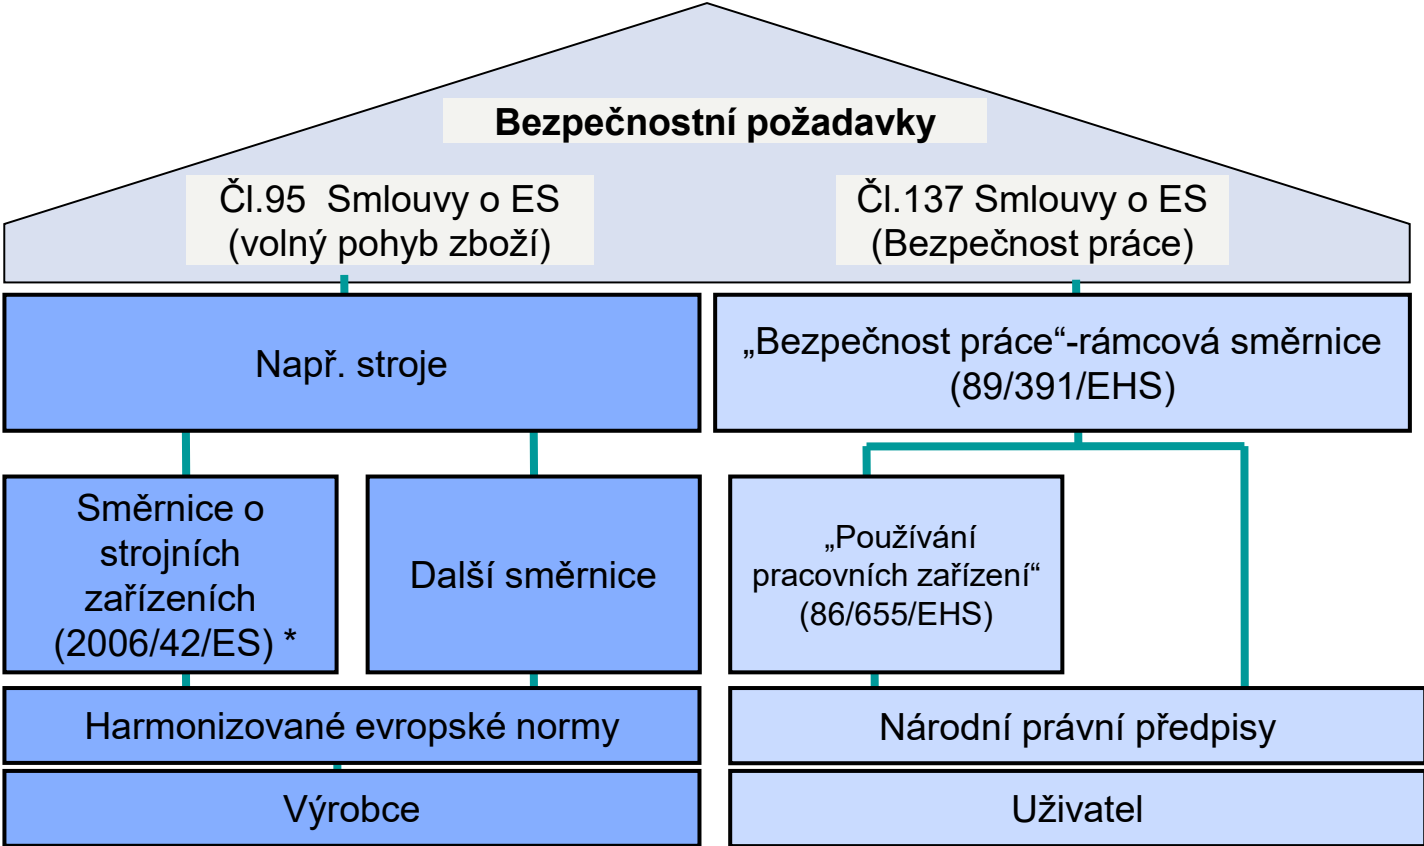 Bezpečnostní požadavky
Čl.95 Smlouvy o ES
(volný pohyb zboží)
Čl.137 Smlouvy o ES
(Bezpečnost práce)
Např. stroje
„Bezpečnost práce“-rámcová směrnice
(89/391/EHS)
Směrnice o
strojních
zařízeních
(2006/42/ES) *
Další směrnice
„Používání
pracovních zařízení“
(86/655/EHS)
Harmonizované evropské normy
Národní právní předpisy
Výrobce
Uživatel